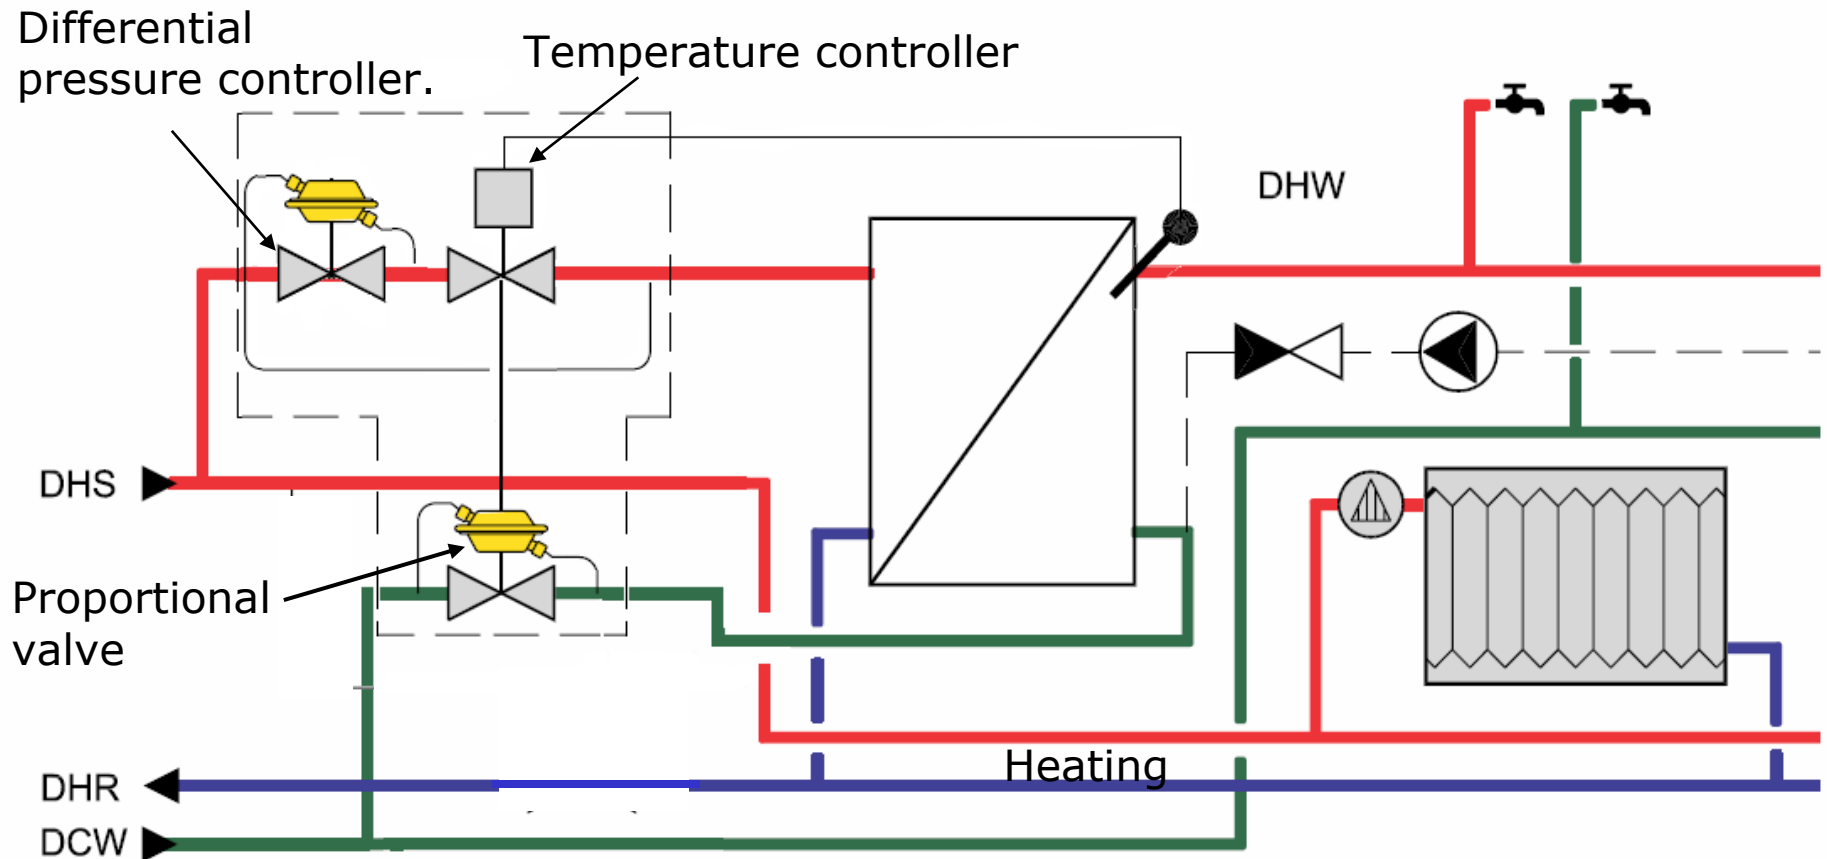 Differential
pressure controller.
Temperature controller
DHW
DHS
Proportional
valve
Heating
DHR
DCW